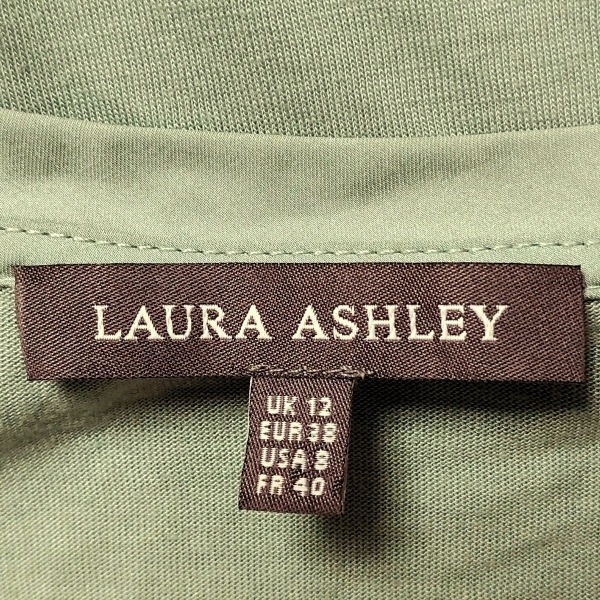 LAURA ASHLEY
UK 12
EUR 38
USA 8
FR 40